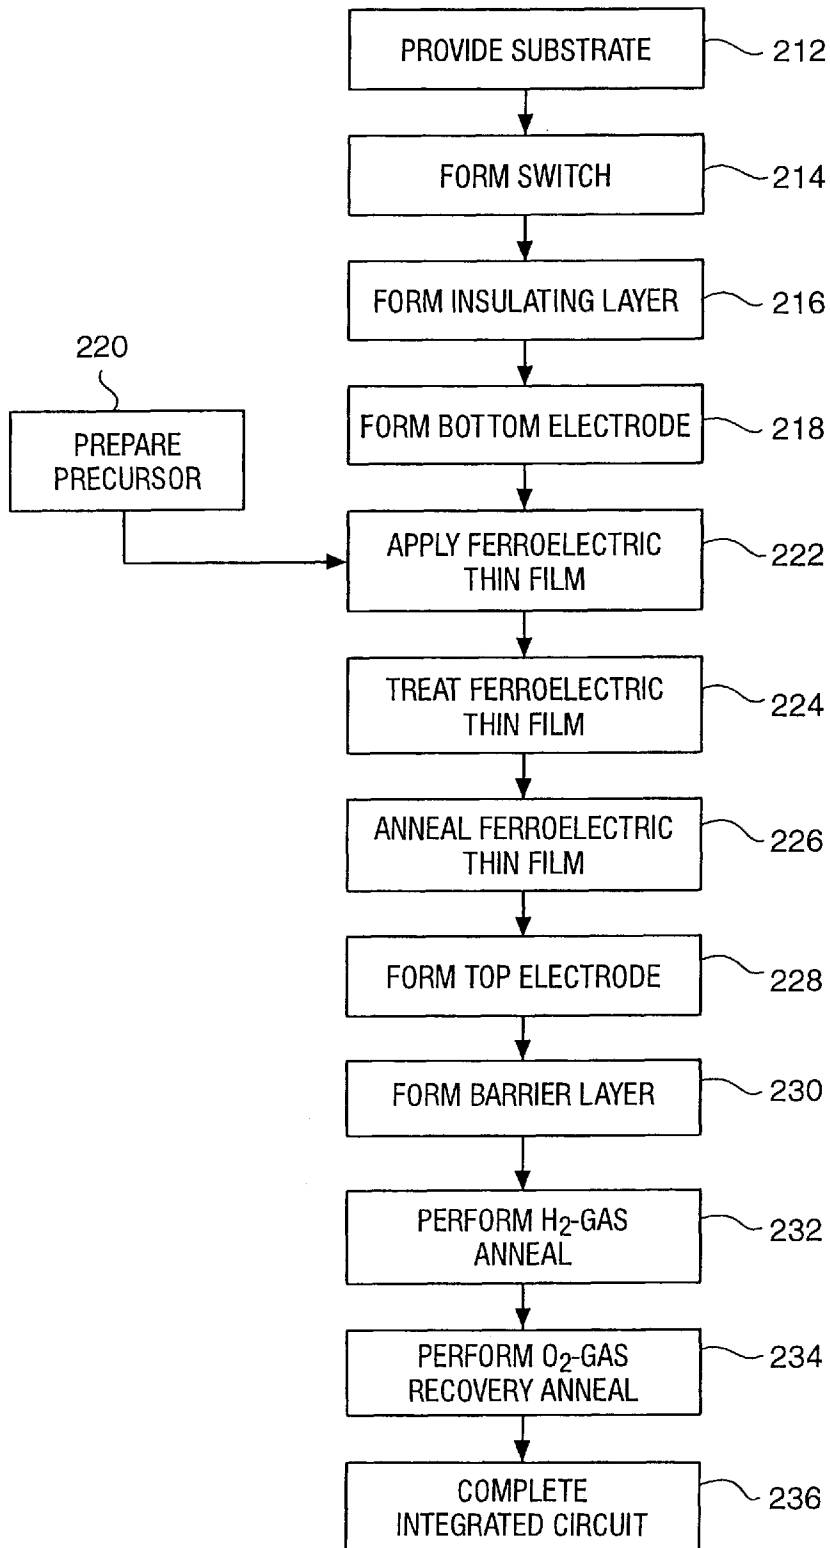 PROVIDE SUBSTRATE
212
FORM SWITCH
214
FORM INSULATING LAYER
216
220
PREPARE
PRECURSOR
FORM BOTTOM ELECTRODE
218
APPLY FERROELECTRIC
THIN FILM
222
TREAT FERROELECTRIC
THIN FILM
224
ANNEAL FERROELECTRIC
THIN FILM
226
FORM TOP ELECTRODE
228
FORM BARRIER LAYER
230
PERFORM H₂-GAS
ANNEAL
232
PERFORM O₂-GAS
RECOVERY ANNEAL
234
COMPLETE
INTEGRATED CIRCUIT
236